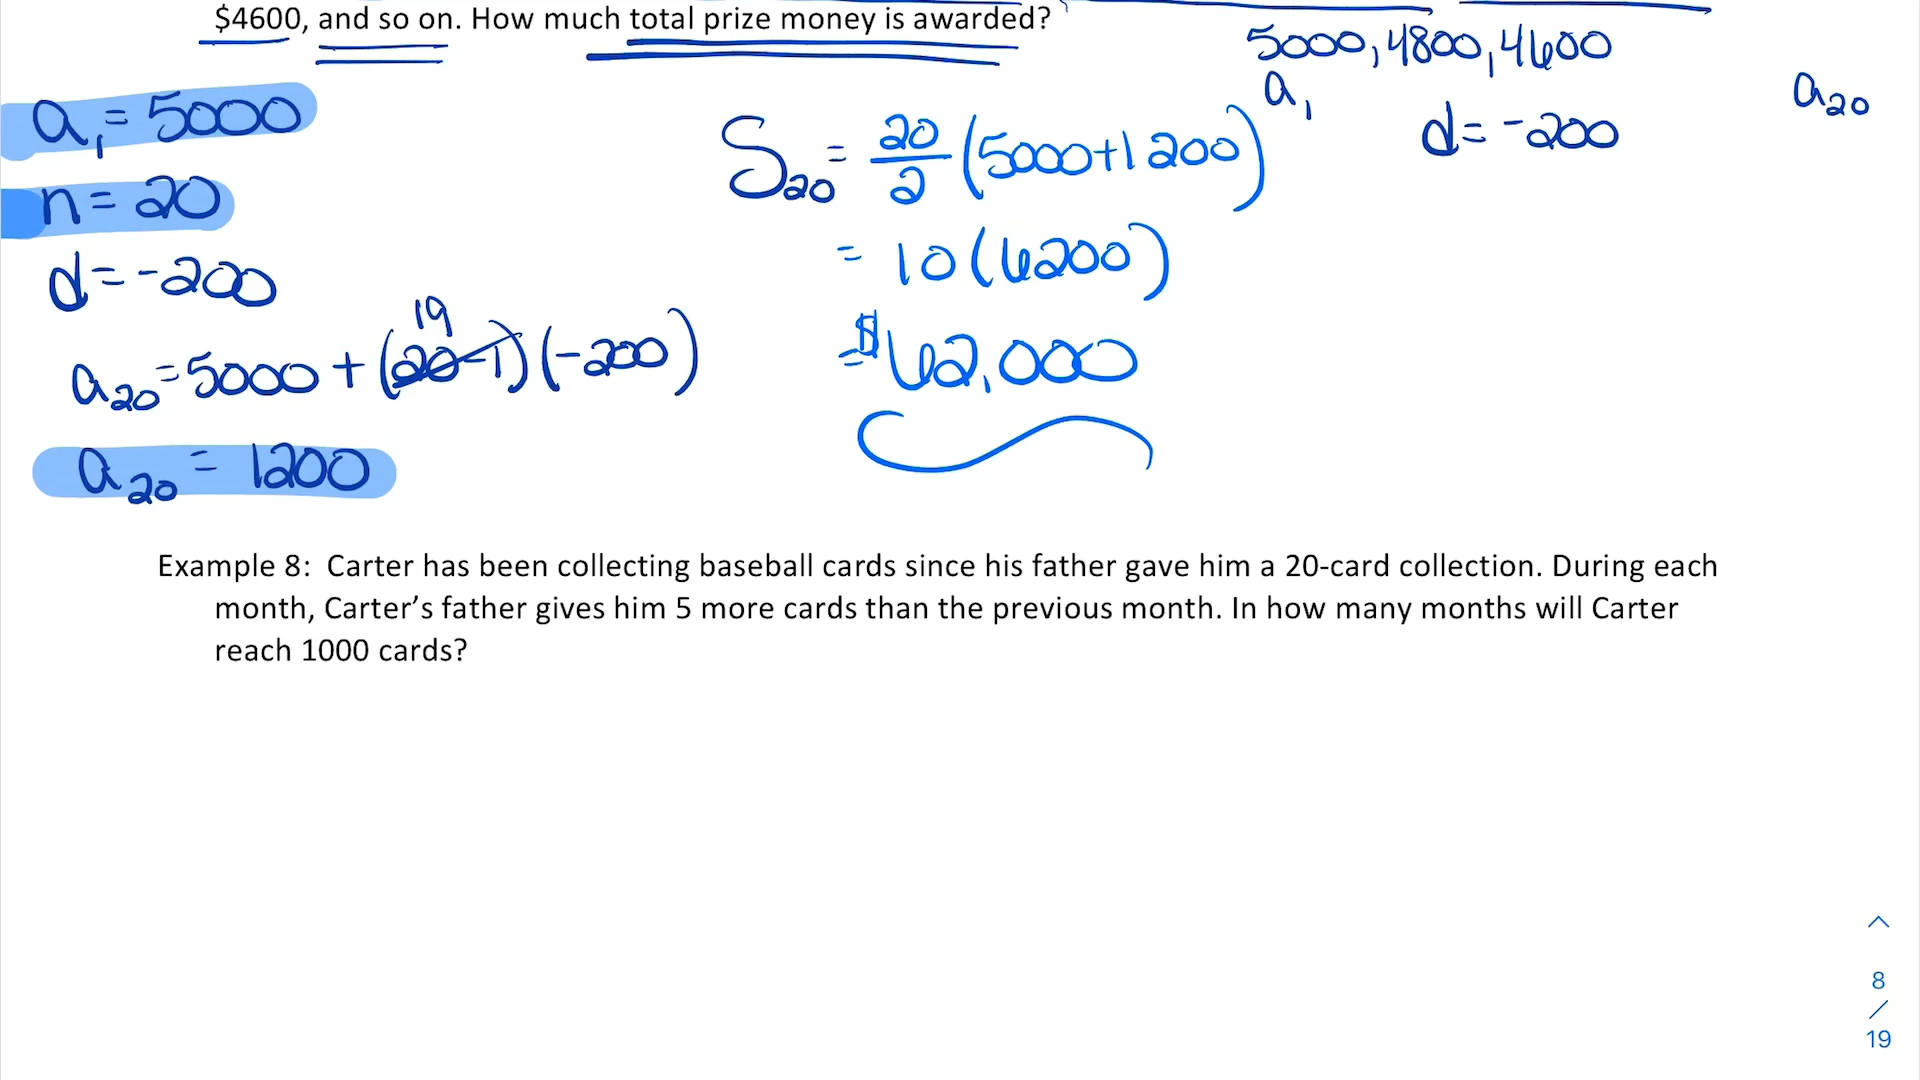 $4600, and so on. How much total prize money is awarded?
5000, 4800, 4600
a₁ a₂₀
d = -200
a₁ = 5000
n = 20
d = -200
19
a₂₀ = 5000 + (20-1)(-200)
a₂₀ = 1200
S₂₀ = 20/2 (5000+1200)
= 10(6200)
= $62,000
Example 8: Carter has been collecting baseball cards since his father gave him a 20-card collection. During each
month, Carter’s father gives him 5 more cards than the previous month. In how many months will Carter
reach 1000 cards?
8
/
19